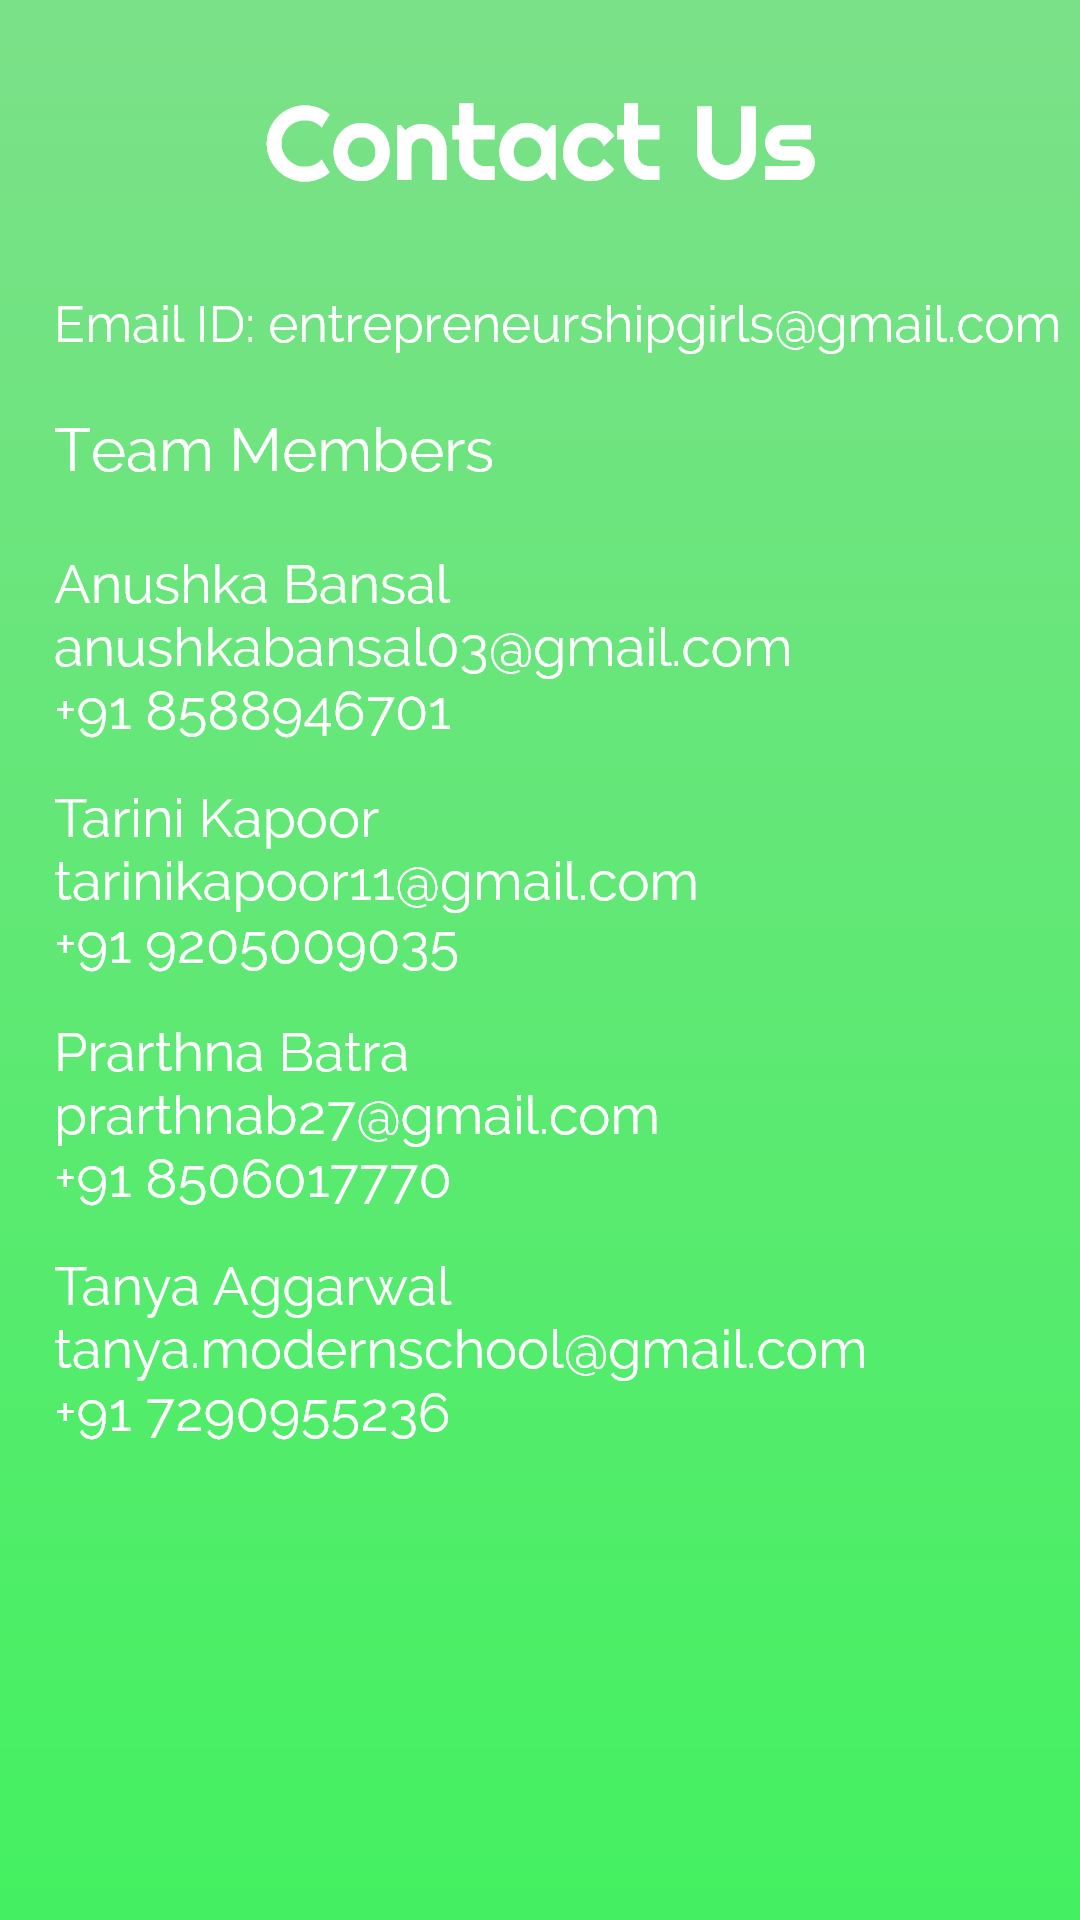 Contact Us
Email ID: entrepreneurshipgirls@gmail.com
Team Members
Anushka Bansal
anushkabansal03@gmail.com
+91 8588946701
Tarini Kapoor
tarinikapoor11@gmail.com
+91 9205009035
Prarthna Batra
prarthnab27@gmail.com
+91 8506017770
Tanya Aggarwal
tanya.modernschool@gmail.com
+91 7290955236